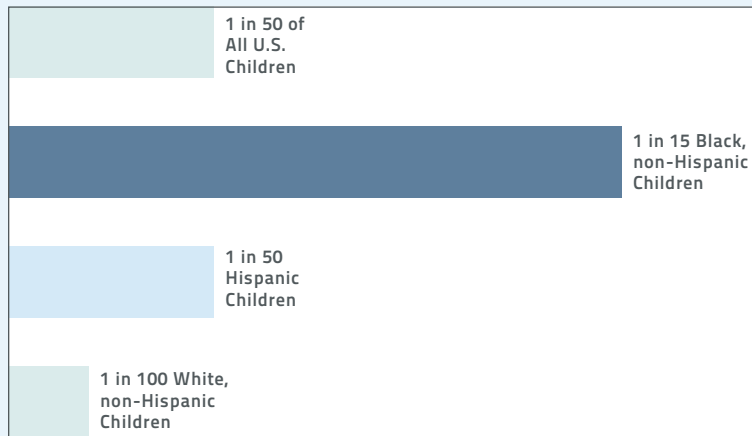 1 in 50 of
All U.S.
Children
1 in 15 Black,
non-Hispanic
Children
1 in 50
Hispanic
Children
1 in 100 White,
non-Hispanic
Children